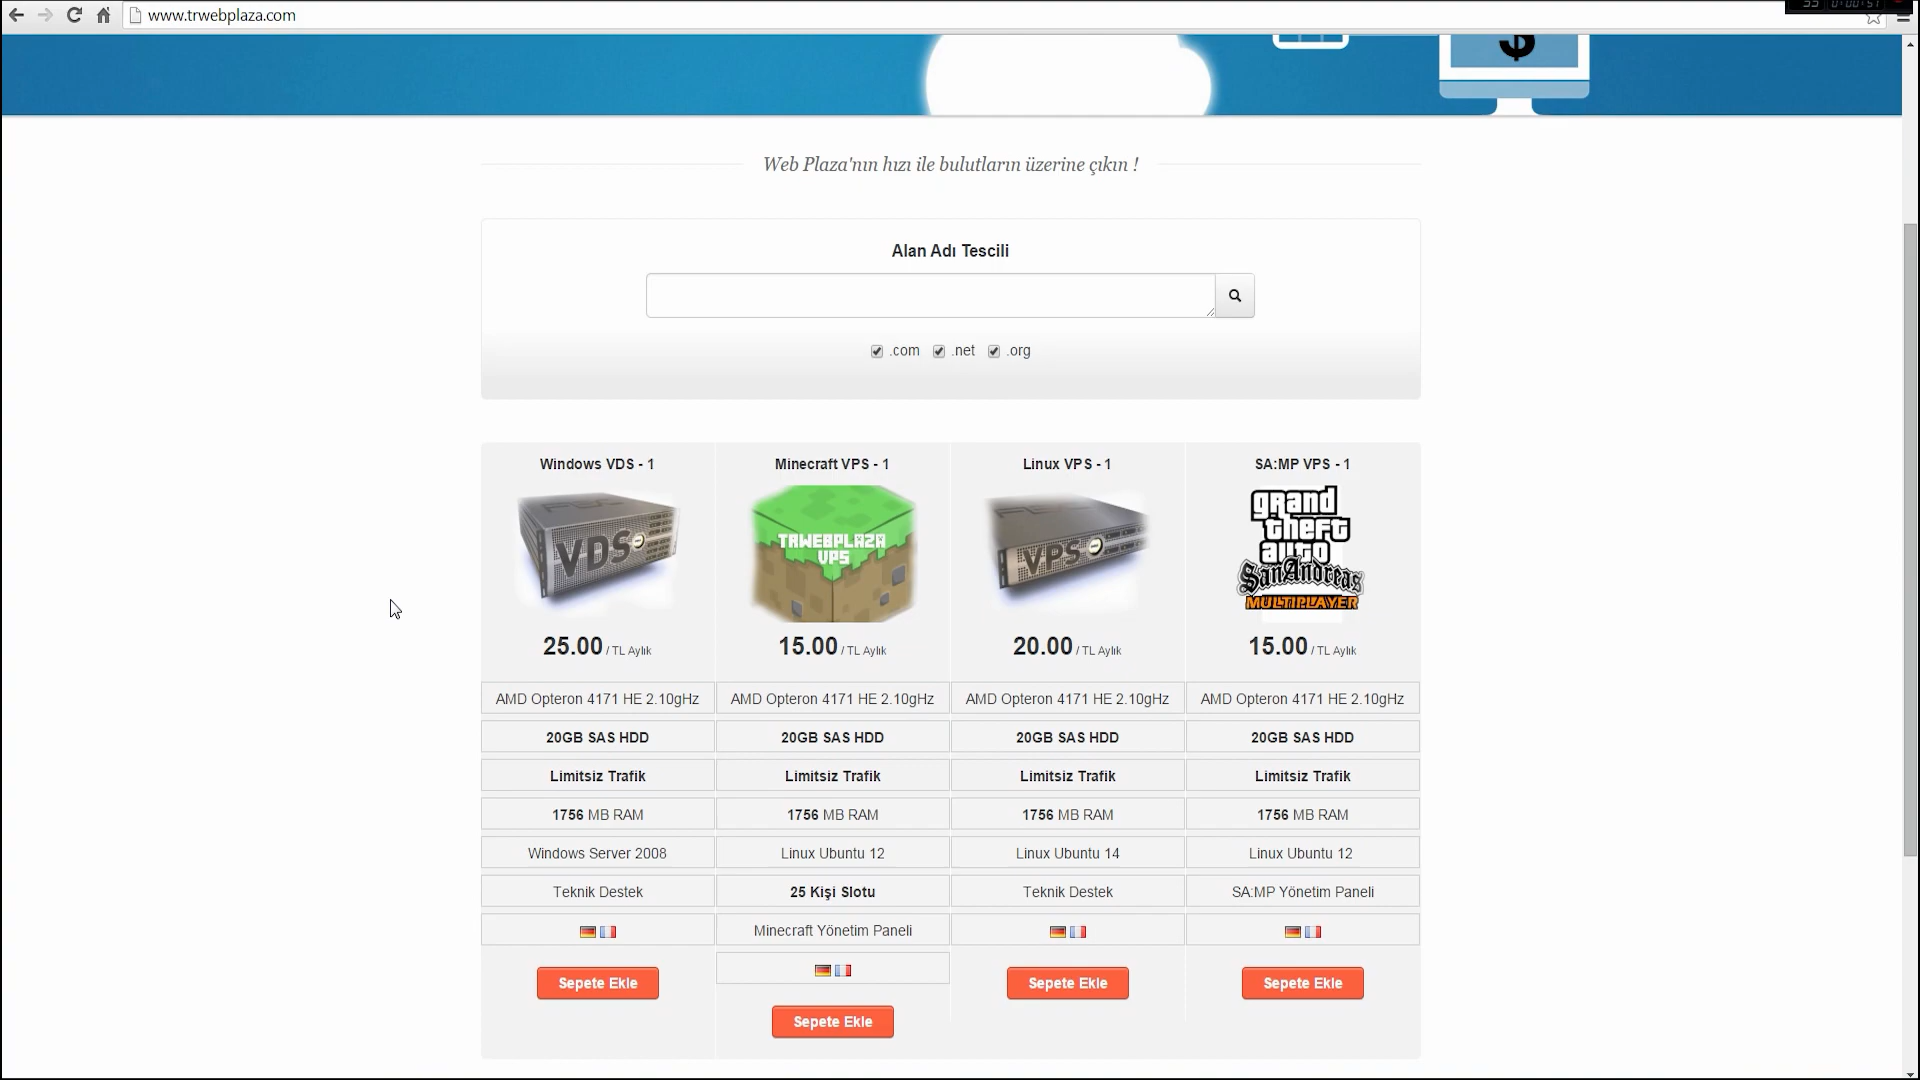 www.trwebplaza.com
$
Web Plaza'nın hızı ile bulutların üzerine çıkın !
Alan Adı Tescili
.com .net .org
Windows VDS - 1 Minecraft VPS - 1 Linux VPS - 1 SA:MP VPS - 1
VDS
TRWEBPLAZA
VPS
VPS
grand
theft
auto
San Andreas
MULTIPLAYER
25.00 / TL Aylık 15.00 / TL Aylık 20.00 / TL Aylık 15.00 / TL Aylık
AMD Opteron 4171 HE 2.10gHz AMD Opteron 4171 HE 2.10gHz AMD Opteron 4171 HE 2.10gHz AMD Opteron 4171 HE 2.10gHz
20GB SAS HDD 20GB SAS HDD 20GB SAS HDD 20GB SAS HDD
Limitsiz Trafik Limitsiz Trafik Limitsiz Trafik Limitsiz Trafik
1756 MB RAM 1756 MB RAM 1756 MB RAM 1756 MB RAM
Windows Server 2008 Linux Ubuntu 12 Linux Ubuntu 14 Linux Ubuntu 12
Teknik Destek 25 Kişi Slotu Teknik Destek SA:MP Yönetim Paneli
Minecraft Yönetim Paneli
Sepete Ekle Sepete Ekle Sepete Ekle
Sepete Ekle